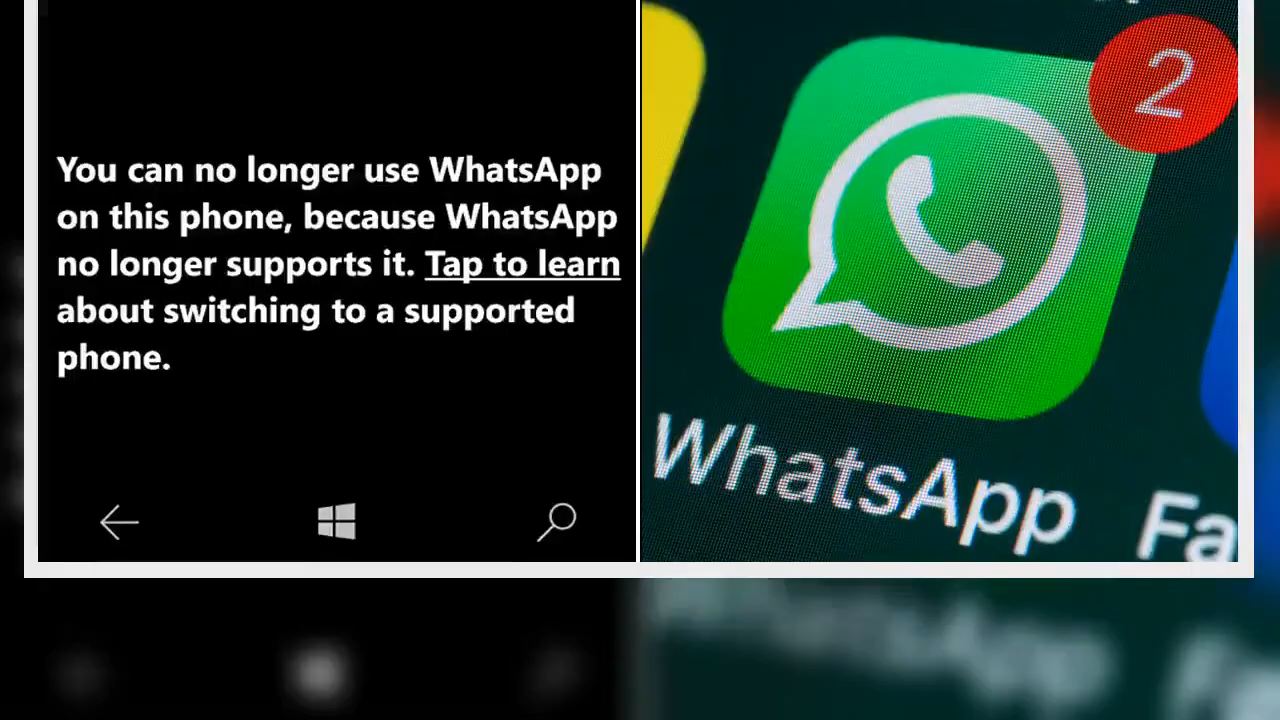 You can no longer use WhatsApp
on this phone, because WhatsApp
no longer supports it. Tap to learn
about switching to a supported
phone.
2
WhatsApp
Fa